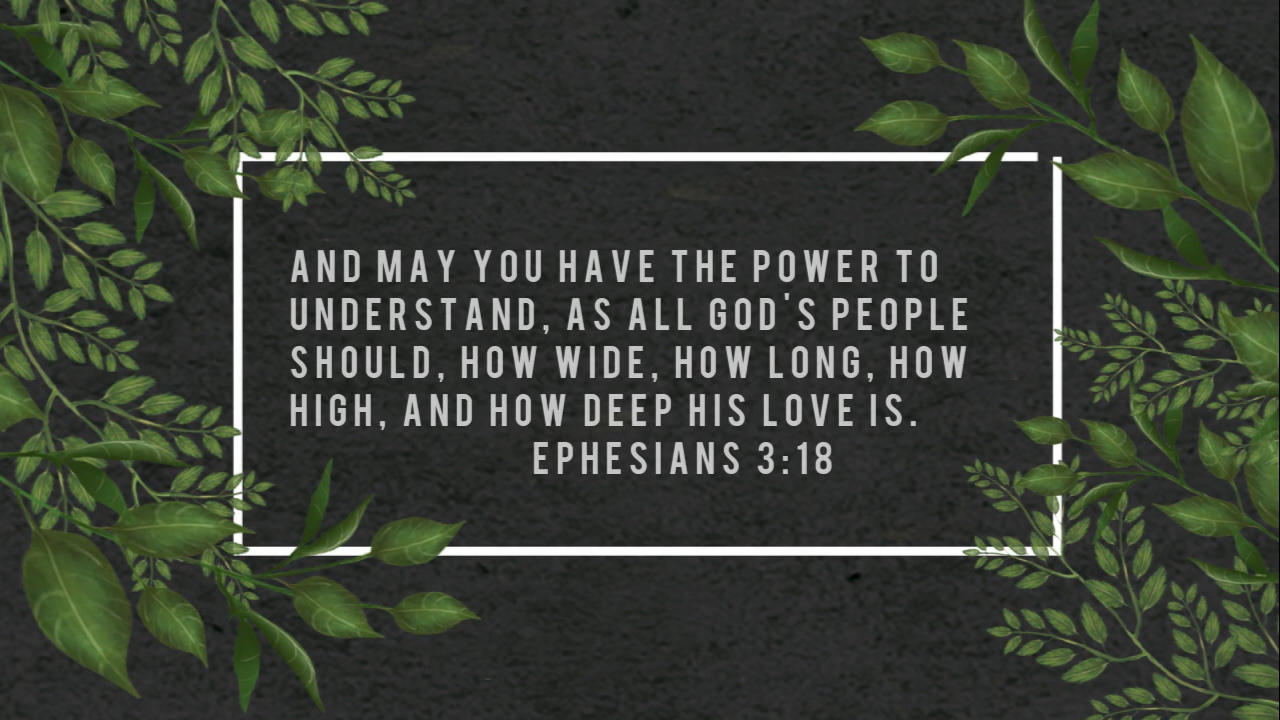 AND MAY YOU HAVE THE POWER TO
UNDERSTAND, AS ALL GOD'S PEOPLE
SHOULD, HOW WIDE, HOW LONG, HOW
HIGH, AND HOW DEEP HIS LOVE IS.
EPHESIANS 3:18